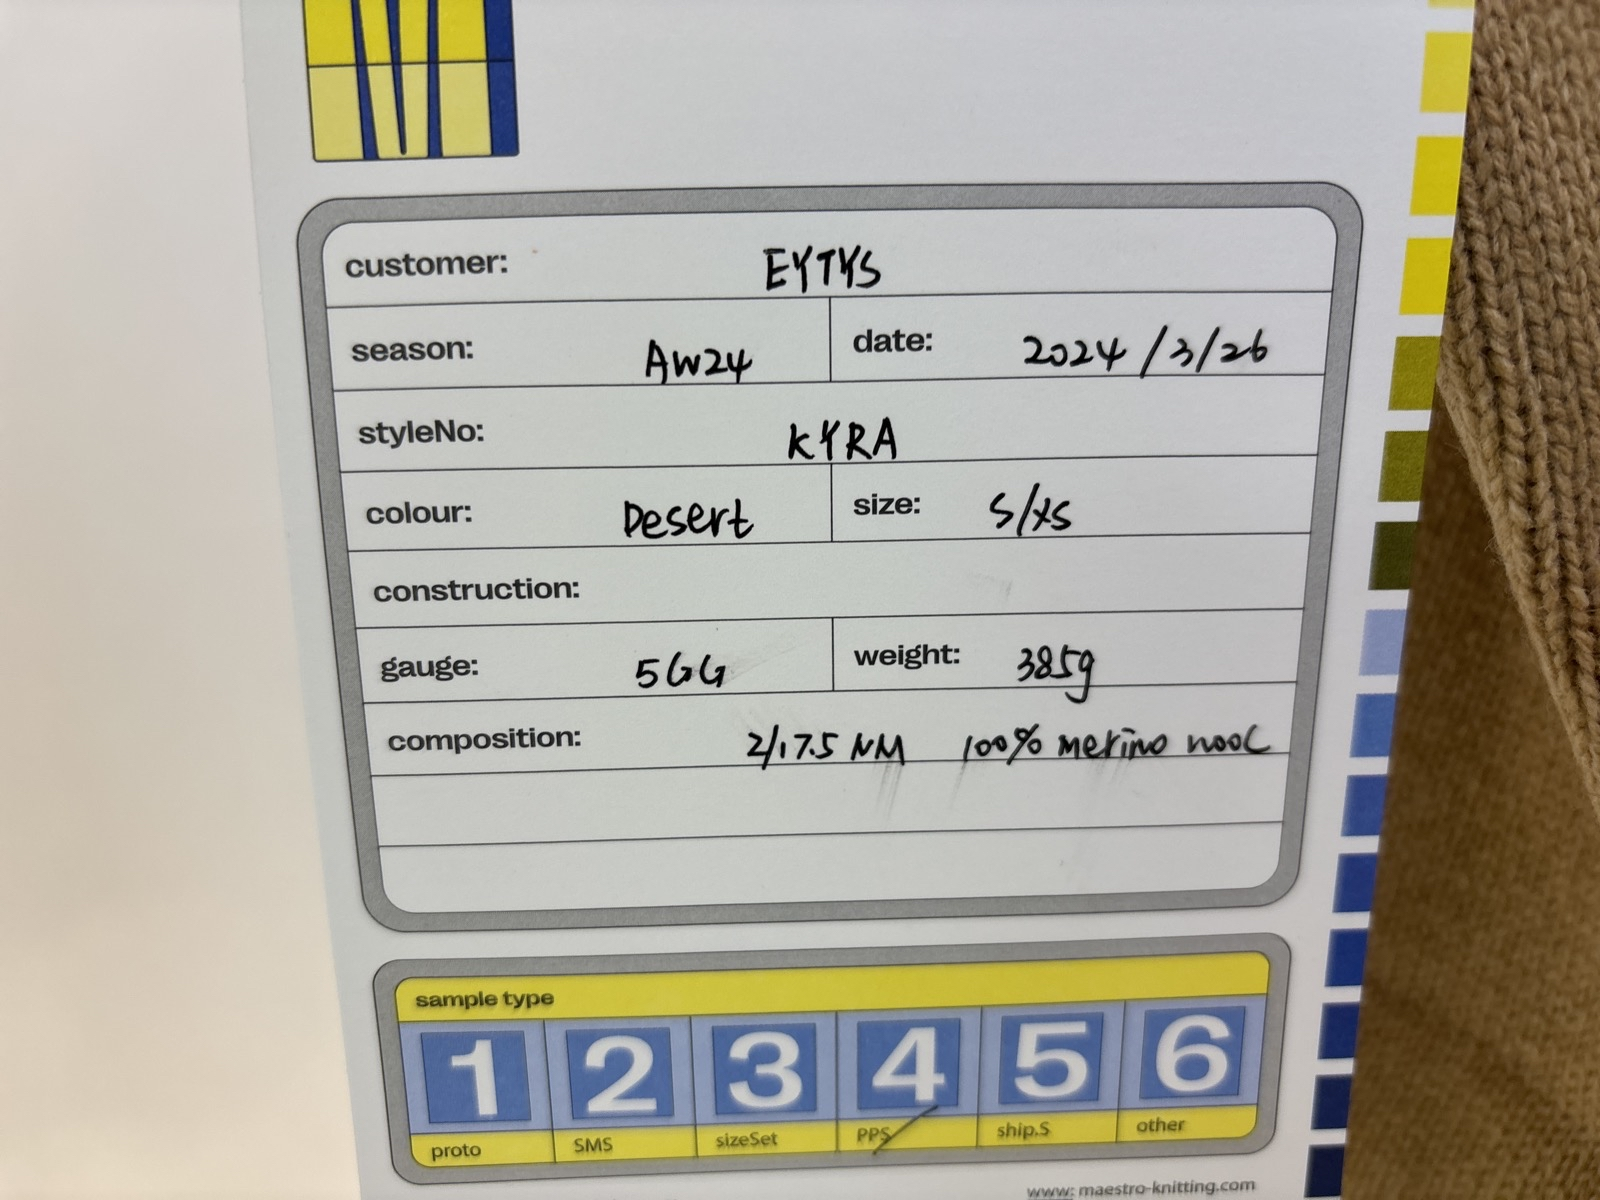 customer: EYTYS
season: AW24 date: 2024/3/26
styleNo: KYRA
colour: Desert size: S/XS
construction:
gauge: 5GG weight: 385g
composition: 2/17.5 NM 100% merino wool
sample type
1 2 3 4 5 6
proto SMS sizeSet PPS ship.S other
www: maestro-knitting.com